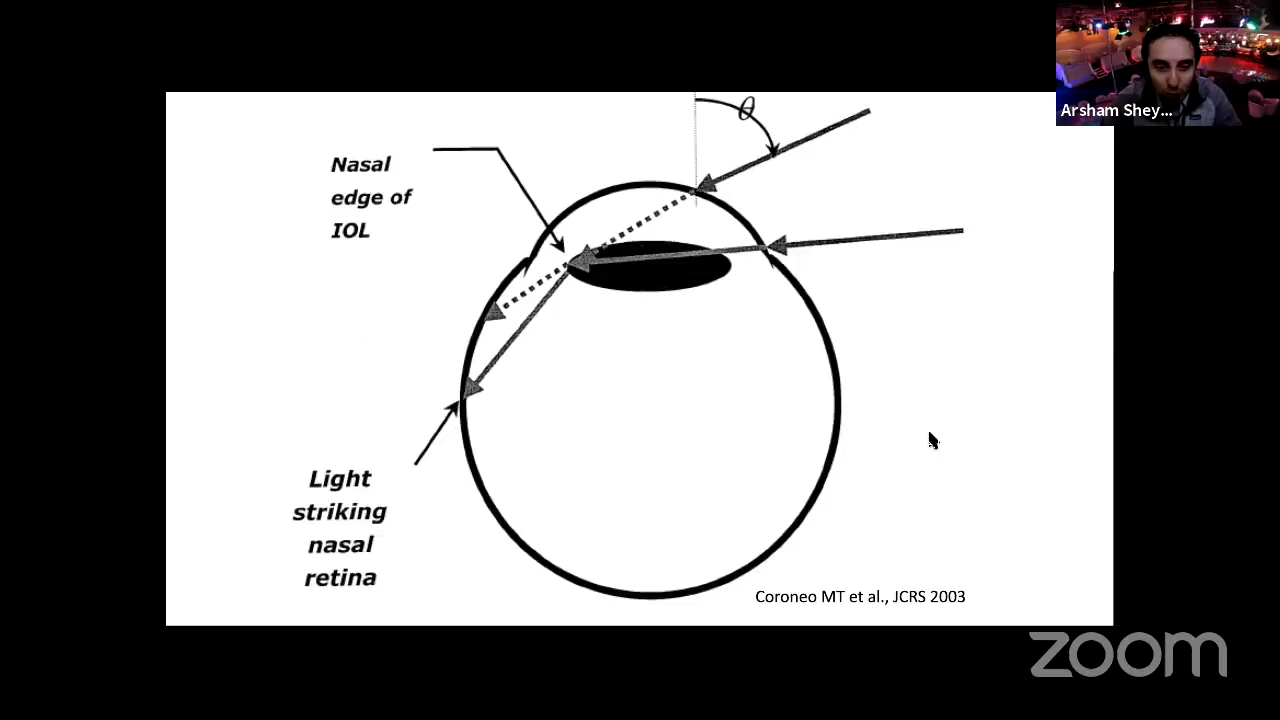 Arsham Shey...
θ
Nasal
edge of
IOL
Light
striking
nasal
retina
Coroneo MT et al., JCRS 2003
zoom